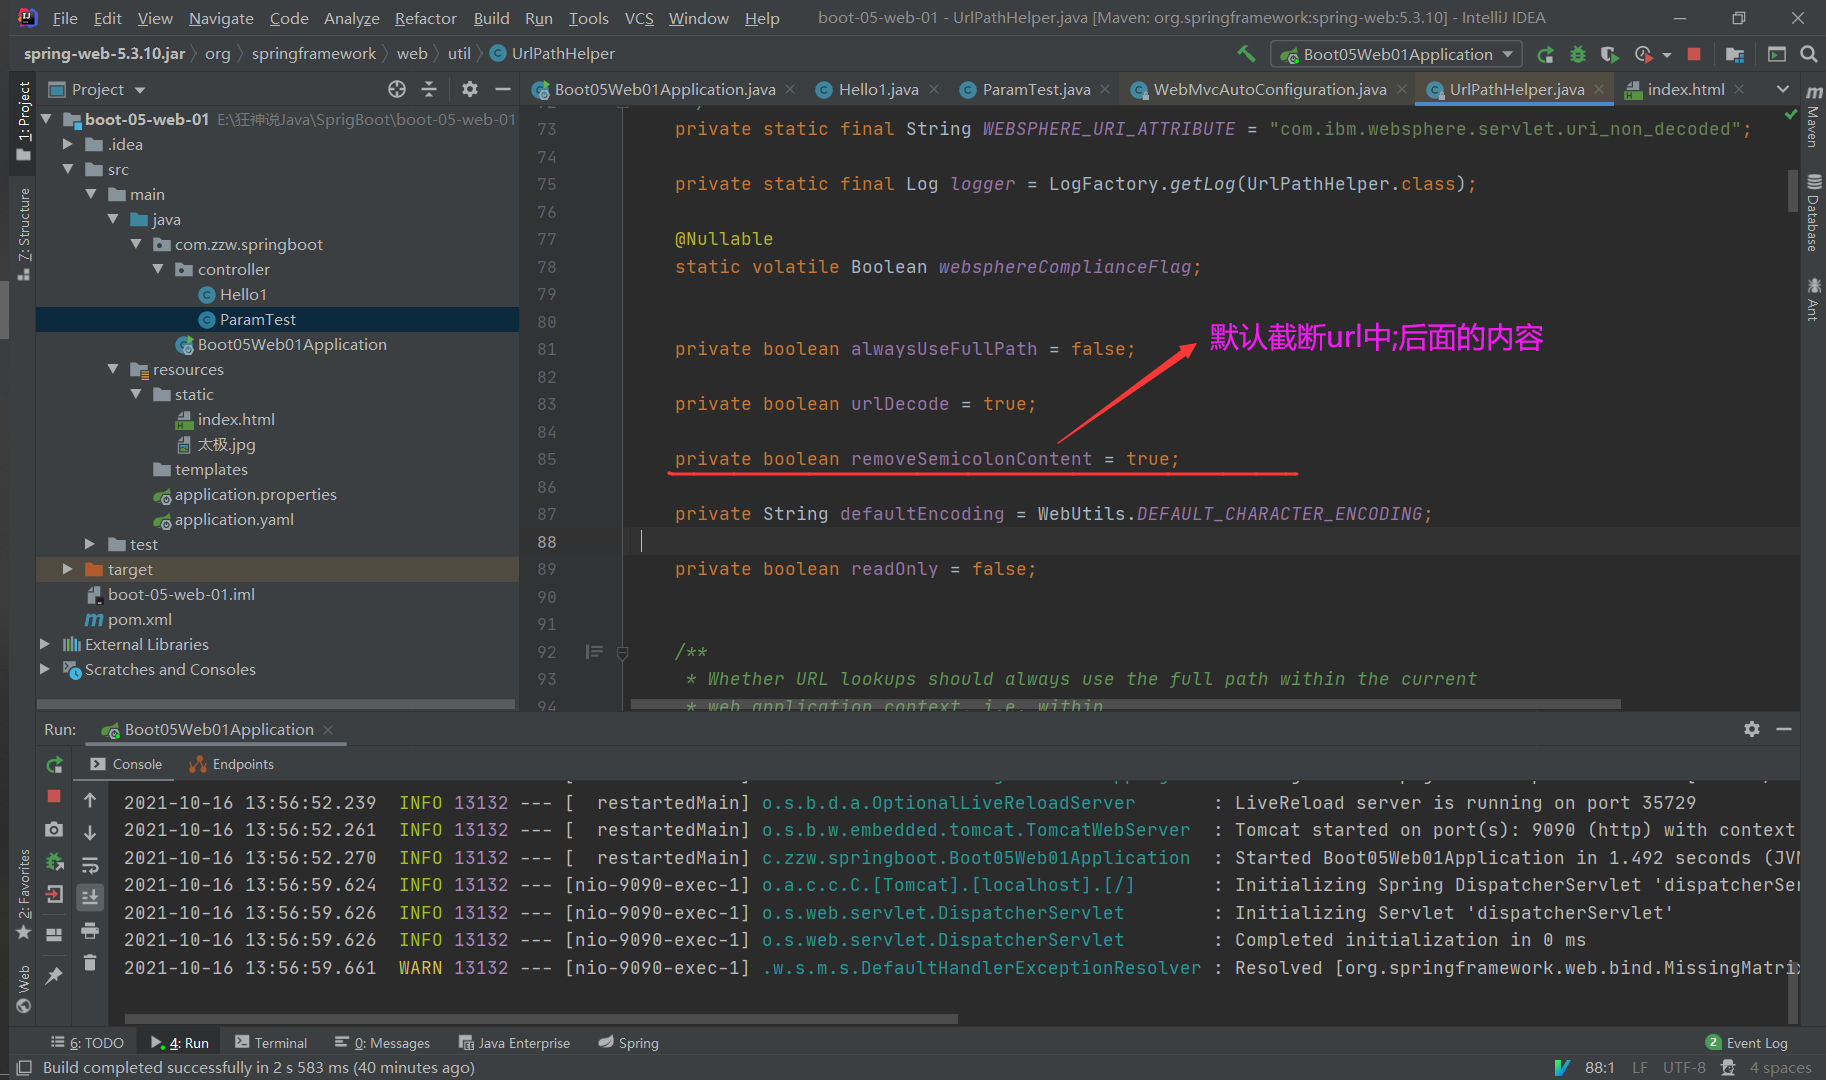 File Edit View Navigate Code Analyze Refactor Build Run Tools VCS Window Help boot-05-web-01 - UrlPathHelper.java [Maven: org.springframework:spring-web:5.3.10] - IntelliJ IDEA
spring-web-5.3.10.jar org springframework web util UrlPathHelper Boot05Web01Application
Project
Boot05Web01Application.java Hello1.java ParamTest.java WebMvcAutoConfiguration.java UrlPathHelper.java index.html
1: Project
Z: Structure
2: Favorites
Web
Maven
Database
Ant
boot-05-web-01 E:\狂神说Java\SprigBoot\boot-05-web-01
.idea
src
main
java
com.zzw.springboot
controller
Hello1
ParamTest
Boot05Web01Application
resources
static
index.html
太极.jpg
templates
application.properties
application.yaml
test
target
boot-05-web-01.iml
pom.xml
External Libraries
Scratches and Consoles
73 private static final String WEBSPHERE_URI_ATTRIBUTE = "com.ibm.websphere.servlet.uri_non_decoded";
74
75 private static final Log logger = LogFactory.getLog(UrlPathHelper.class);
76
77 @Nullable
78 static volatile Boolean websphereComplianceFlag;
79
80
81 private boolean alwaysUseFullPath = false;
82
83 private boolean urlDecode = true;
84
85 private boolean removeSemicolonContent = true;
86
87 private String defaultEncoding = WebUtils.DEFAULT_CHARACTER_ENCODING;
88
89 private boolean readOnly = false;
90
91
92 /**
93 * Whether URL lookups should always use the full path within the current
94 * web application context, i.e. within
默认截断url中;后面的内容
Run: Boot05Web01Application
Console Endpoints
2021-10-16 13:56:52.239 INFO 13132 --- [ restartedMain] o.s.b.d.a.OptionalLiveReloadServer : LiveReload server is running on port 35729
2021-10-16 13:56:52.261 INFO 13132 --- [ restartedMain] o.s.b.w.embedded.tomcat.TomcatWebServer : Tomcat started on port(s): 9090 (http) with context
2021-10-16 13:56:52.270 INFO 13132 --- [ restartedMain] c.zzw.springboot.Boot05Web01Application : Started Boot05Web01Application in 1.492 seconds (JVM
2021-10-16 13:56:59.624 INFO 13132 --- [nio-9090-exec-1] o.a.c.c.C.[Tomcat].[localhost].[/] : Initializing Spring DispatcherServlet 'dispatcherSer
2021-10-16 13:56:59.626 INFO 13132 --- [nio-9090-exec-1] o.s.web.servlet.DispatcherServlet : Initializing Servlet 'dispatcherServlet'
2021-10-16 13:56:59.626 INFO 13132 --- [nio-9090-exec-1] o.s.web.servlet.DispatcherServlet : Completed initialization in 0 ms
2021-10-16 13:56:59.661 WARN 13132 --- [nio-9090-exec-1] .w.s.m.s.DefaultHandlerExceptionResolver : Resolved [org.springframework.web.bind.MissingMatrix
6: TODO 4: Run Terminal 0: Messages Java Enterprise Spring 2 Event Log
Build completed successfully in 2 s 583 ms (40 minutes ago) 88:1 LF UTF-8 4 spaces